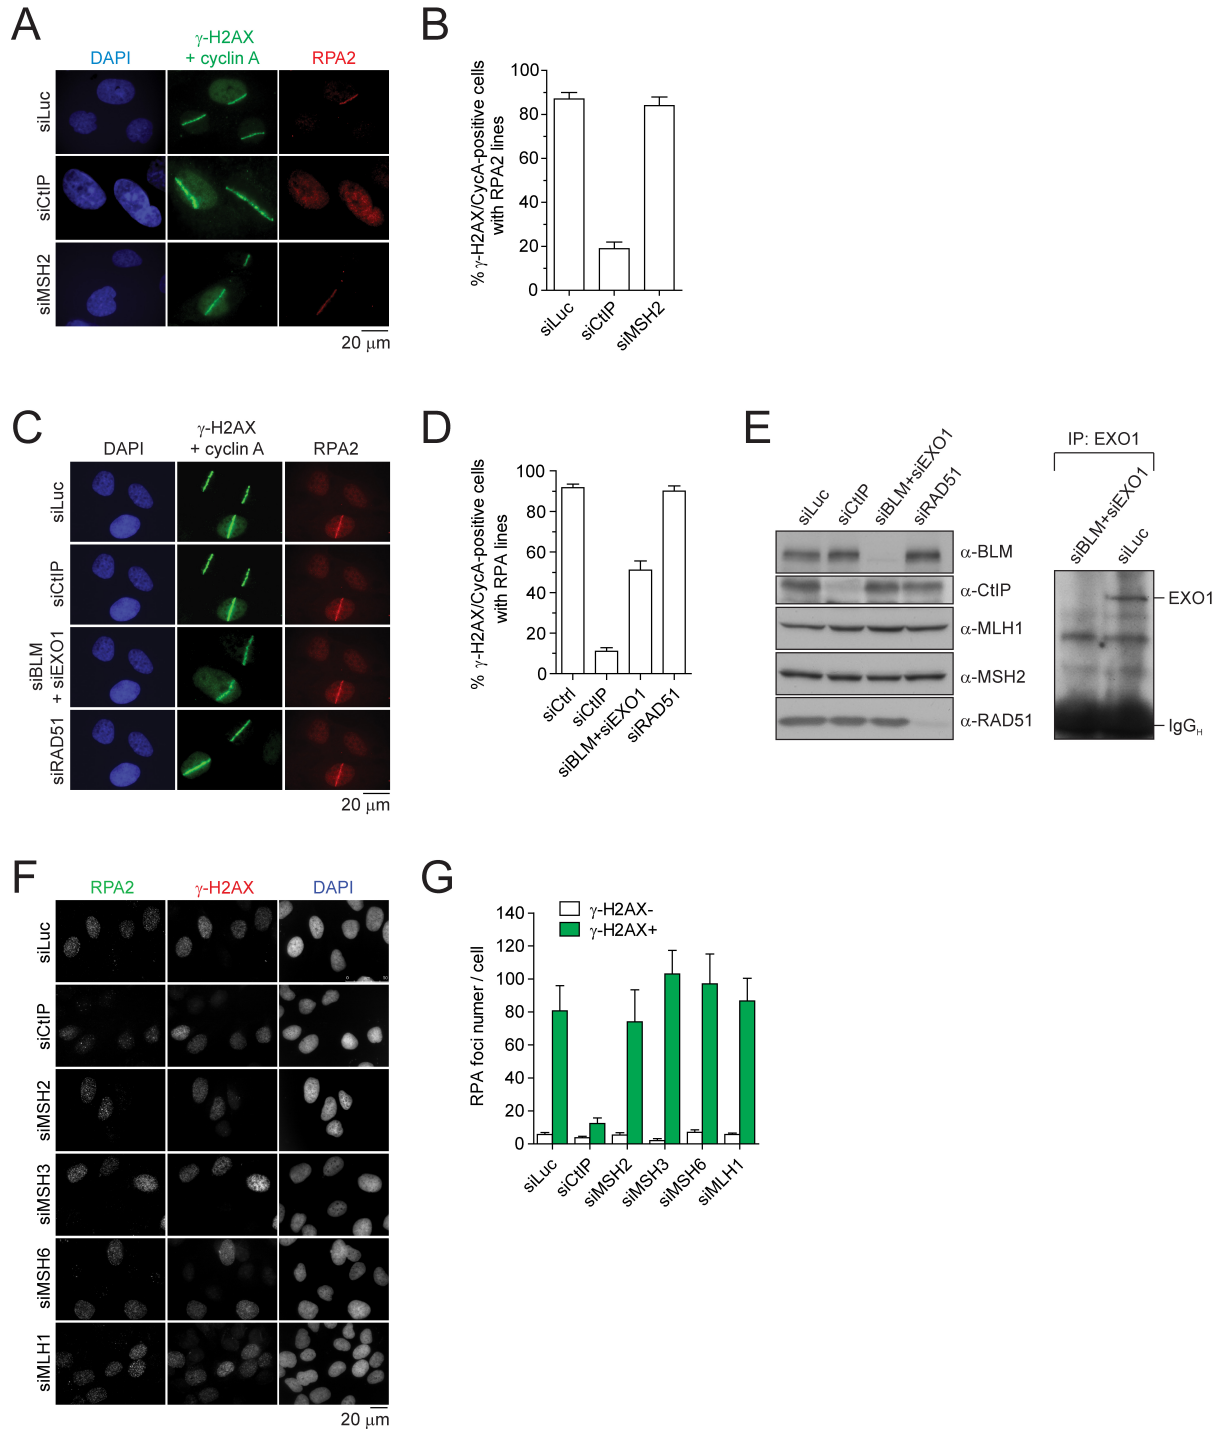 A
γ-H2AX
DAPI + cyclin A RPA2
siLuc
siCtIP
siMSH2
20 μm
B
% γ-H2AX/CycA-positive cells
with RPA2 lines
100
80
60
40
20
0
siLuc
siCtIP
siMSH2
C
γ-H2AX
DAPI + cyclin A RPA2
siLuc
siCtIP
siBLM
+ siEXO1
siRAD51
20 μm
D
% γ-H2AX/CycA-positive cells
with RPA lines
100
80
60
40
20
0
siCtrl
siCtIP
siBLM+siEXO1
siRAD51
E
siLuc
siCtIP
siBLM+siEXO1
siRAD51
α-BLM
α-CtIP
α-MLH1
α-MSH2
α-RAD51
IP: EXO1
siBLM+siEXO1
siLuc
EXO1
IgGH
F
RPA2 γ-H2AX DAPI
siLuc
siCtIP
siMSH2
siMSH3
siMSH6
siMLH1
20 μm
G
γ-H2AX-
γ-H2AX+
RPA foci numer / cell
140
120
100
80
60
40
20
0
siLuc
siCtIP
siMSH2
siMSH3
siMSH6
siMLH1